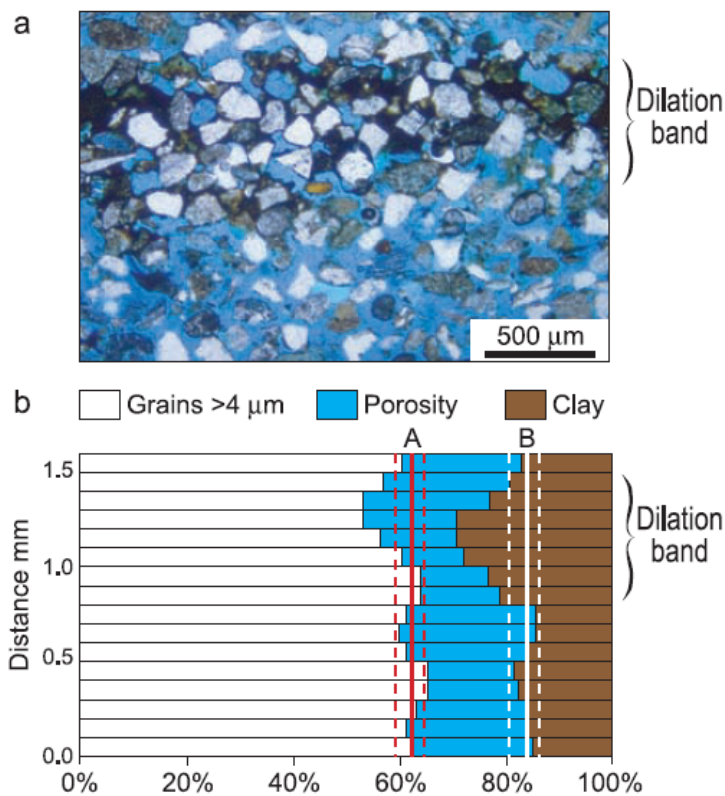 a
Dilation
band
500 μm
b
Grains >4 μm Porosity Clay
A B
1.5
1.0
0.5
0.0
Distance mm
Dilation
band
0% 20% 40% 60% 80% 100%